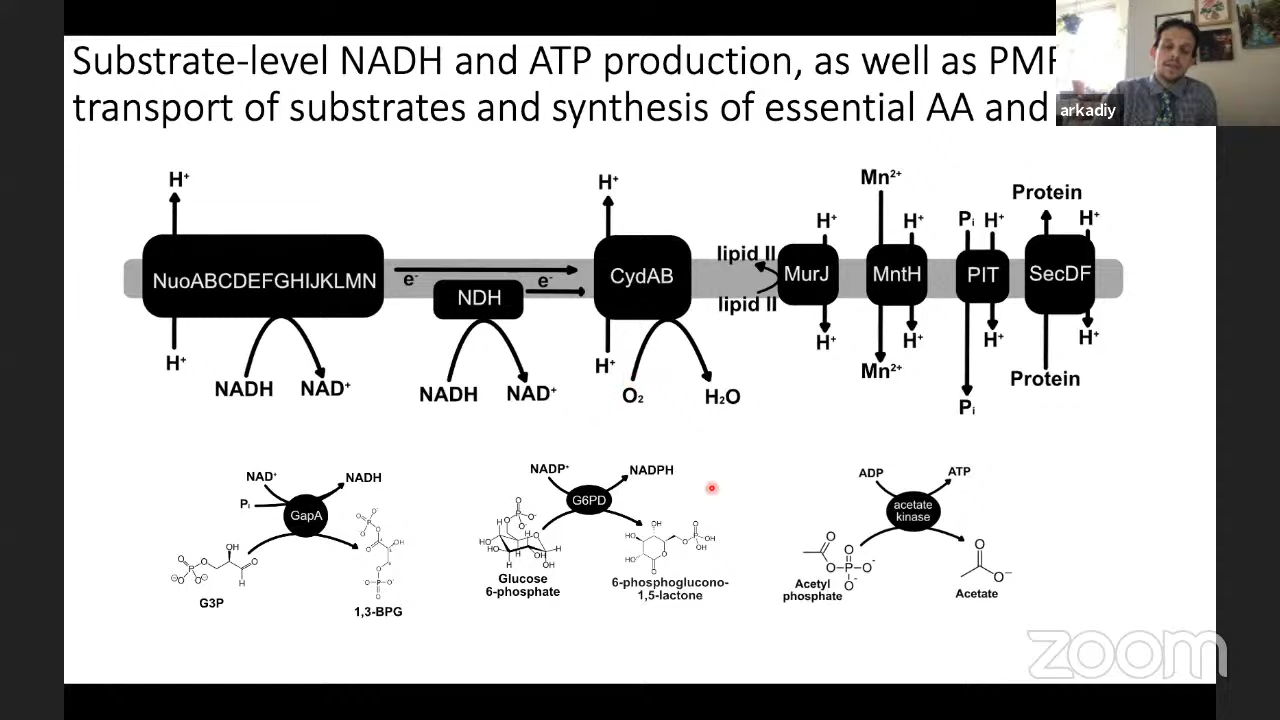 Substrate-level NADH and ATP production, as well as PMF
transport of substrates and synthesis of essential AA and
arkadiy
H⁺
H⁺
Mn²⁺
H⁺
H⁺
Pᵢ H⁺
Protein
H⁺
NuoABCDEFGHIJKLMN
e⁻
NDH
e⁻
CydAB
lipid II
lipid II
MurJ
MntH
PIT
SecDF
H⁺
NADH
NAD⁺
NADH
NAD⁺
H⁺
O₂
H₂O
H⁺
Mn²⁺
H⁺
H⁺
Pᵢ
Protein
H⁺
NAD⁺
NADH
Pᵢ
GapA
OH
O
H
P
O⁻
G3P
1,3-BPG
NADP⁺
NADPH
G6PD
Glucose
6-phosphate
6-phosphoglucono-
1,5-lactone
ADP
ATP
acetate
kinase
Acetyl
phosphate
Acetate
zoom